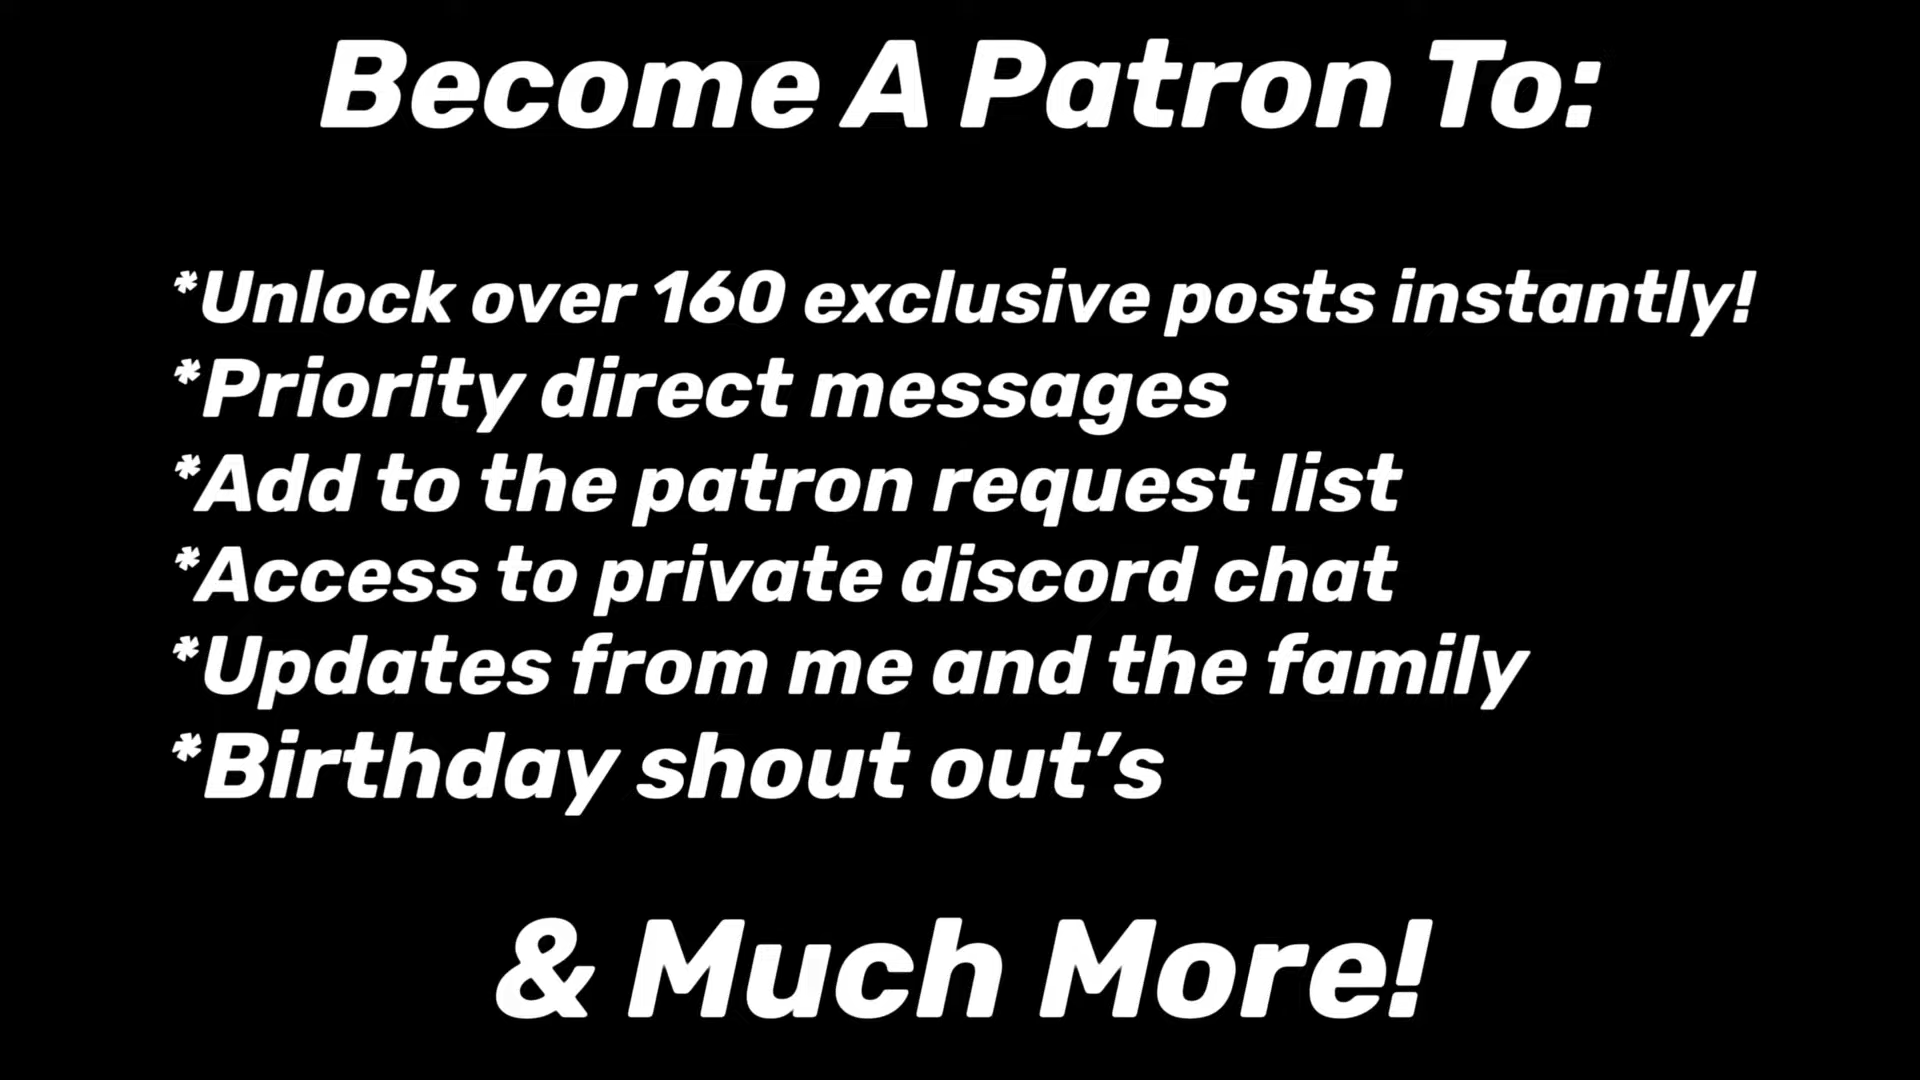 Become A Patron To:
*Unlock over 160 exclusive posts instantly!
*Priority direct messages
*Add to the patron request list
*Access to private discord chat
*Updates from me and the family
*Birthday shout out’s
& Much More!